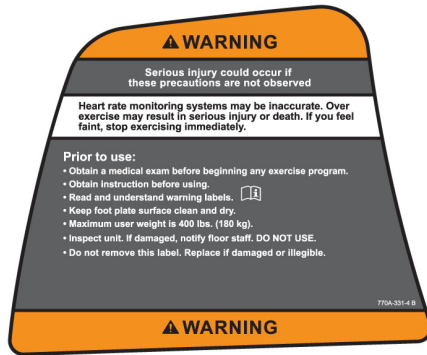 WARNING
Serious injury could occur if
these precautions are not observed
Heart rate monitoring systems may be inaccurate. Over
exercise may result in serious injury or death. If you feel
faint, stop exercising immediately.
Prior to use:
• Obtain a medical exam before beginning any exercise program.
• Obtain instruction before using.
• Read and understand warning labels.
• Keep foot plate surface clean and dry.
• Maximum user weight is 400 lbs. (180 kg).
• Inspect unit. If damaged, notify floor staff. DO NOT USE.
• Do not remove this label. Replace if damaged or illegible.
770A-331-4 B
WARNING